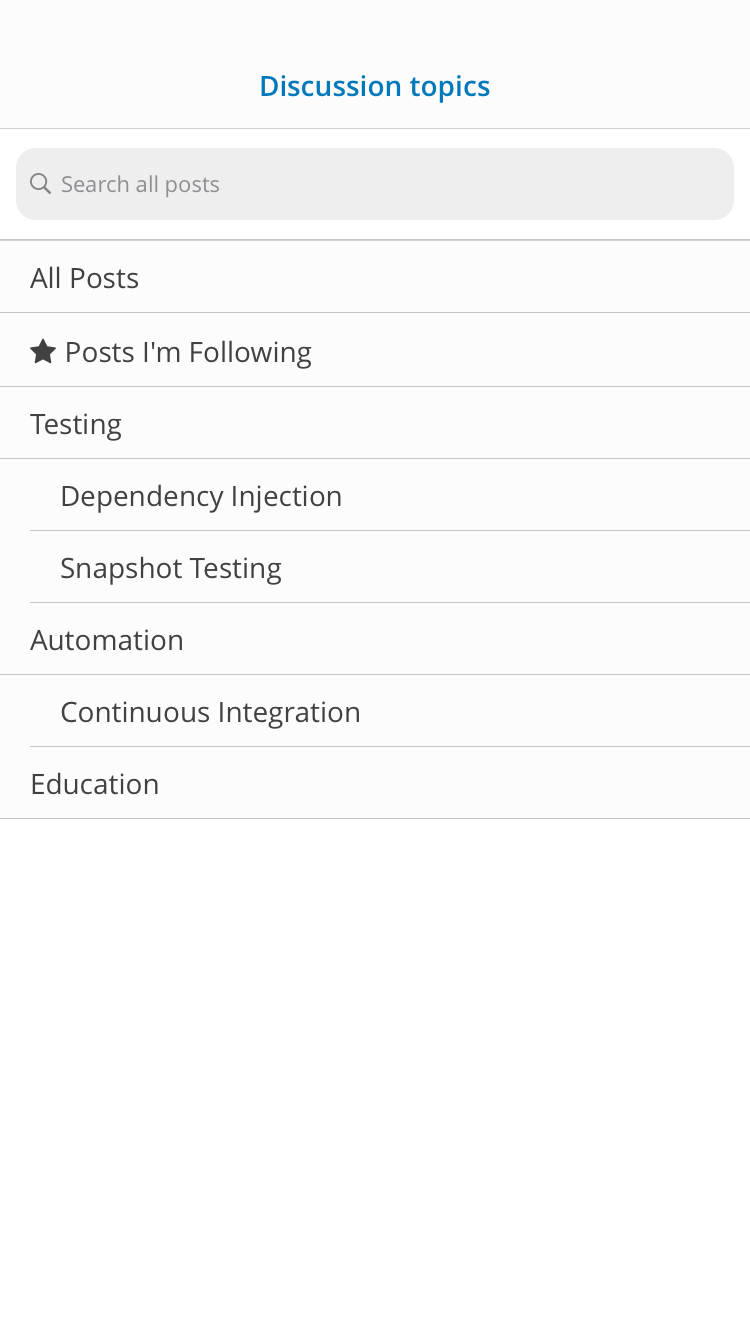 Discussion topics
Search all posts
All Posts
Posts I'm Following
Testing
Dependency Injection
Snapshot Testing
Automation
Continuous Integration
Education